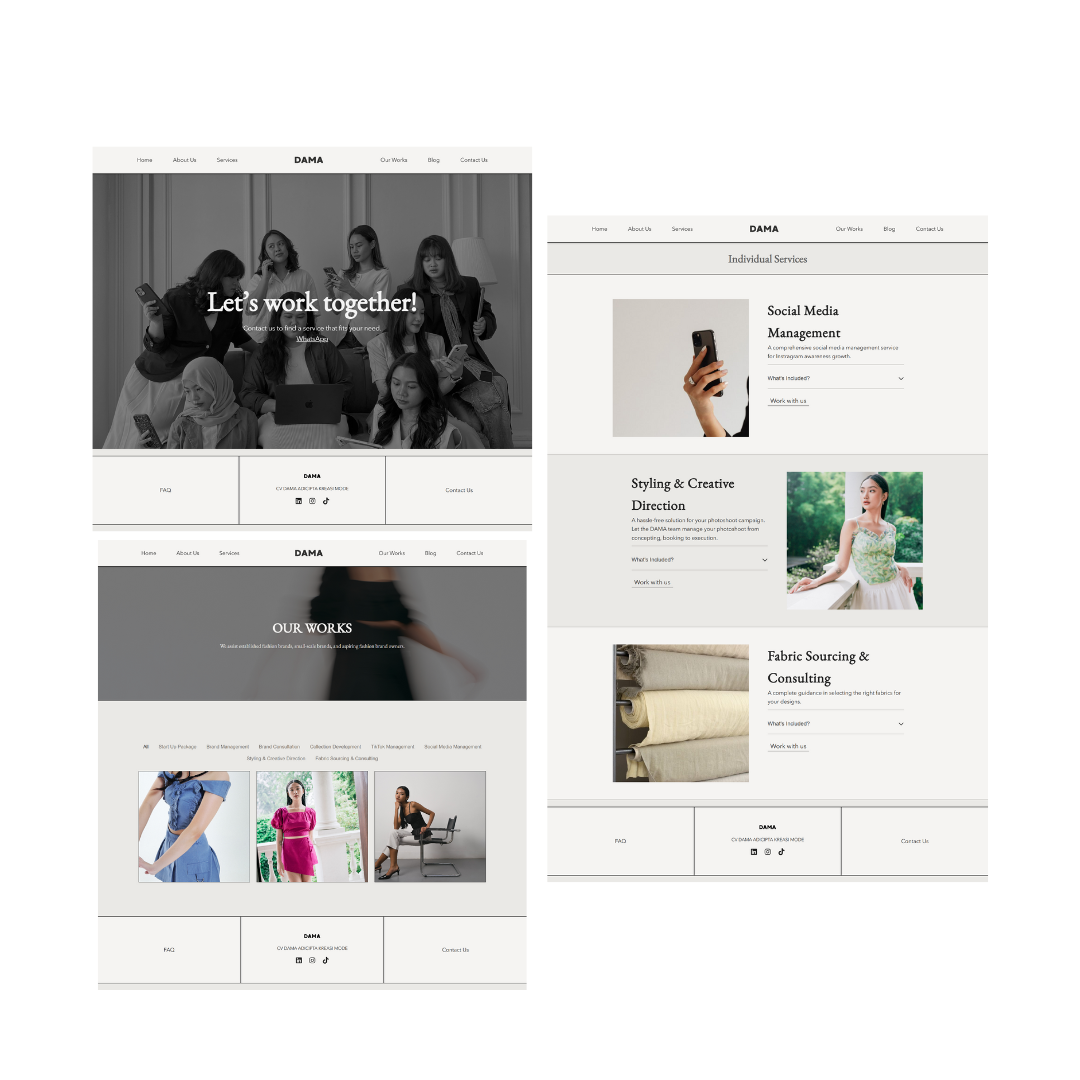 Home About Us Services DAMA Our Works Blog Contact Us
Let's work together!
Contact us to find a service that fits your need.
WhatsApp
FAQ
DAMA
CV DAMA ADICIPTA KREASI MODE
Contact Us
Home About Us Services DAMA Our Works Blog Contact Us
OUR WORKS
We assist established fashion brands, small-scale brands, and aspiring fashion brand owners.
All Start Up Package Brand Management Brand Consultation Collection Development TikTok Management Social Media Management
Styling & Creative Direction Fabric Sourcing & Consulting
FAQ
DAMA
CV DAMA ADICIPTA KREASI MODE
Contact Us
Home About Us Services DAMA Our Works Blog Contact Us
Individual Services
Social Media
Management
A comprehensive social media management service
for Instragram awareness growth.
What's Included?
Work with us
Styling & Creative
Direction
A hassle-free solution for your photoshoot campaign.
Let the DAMA team manage your photoshoot from
concepting, booking to execution.
What's Included?
Work with us
Fabric Sourcing &
Consulting
A complete guidance in selecting the right fabrics for
your designs.
What's Included?
Work with us
FAQ
DAMA
CV DAMA ADICIPTA KREASI MODE
Contact Us